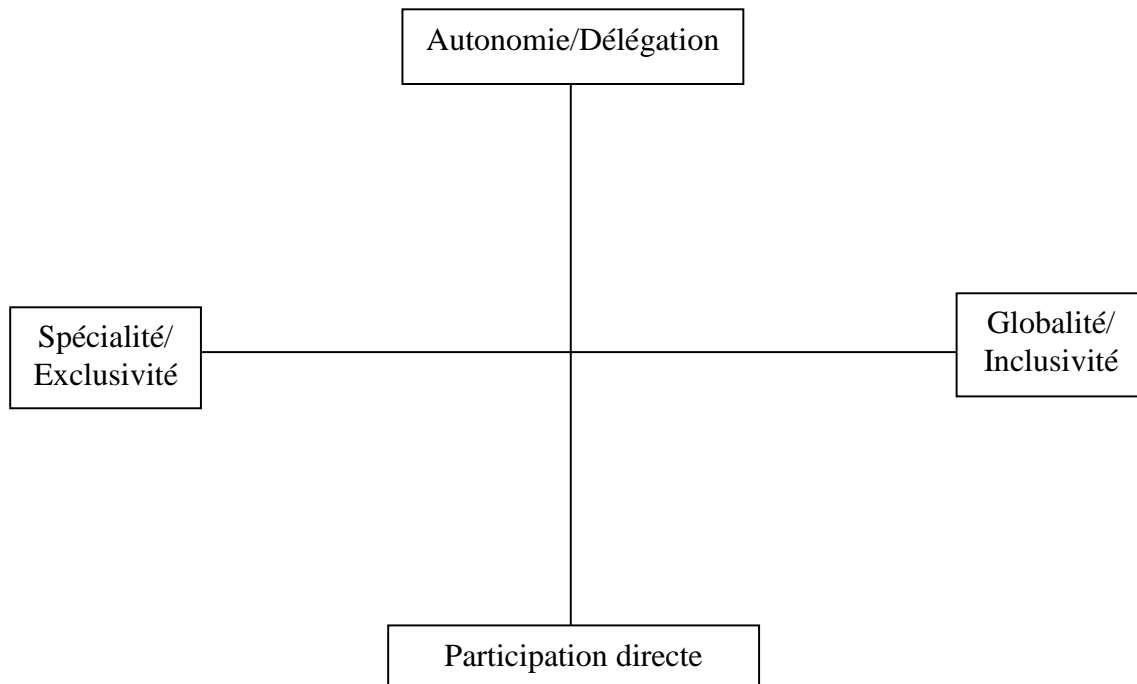 Autonomie/Délégation
Spécialité/
Exclusivité
Globalité/
Inclusivité
Participation directe